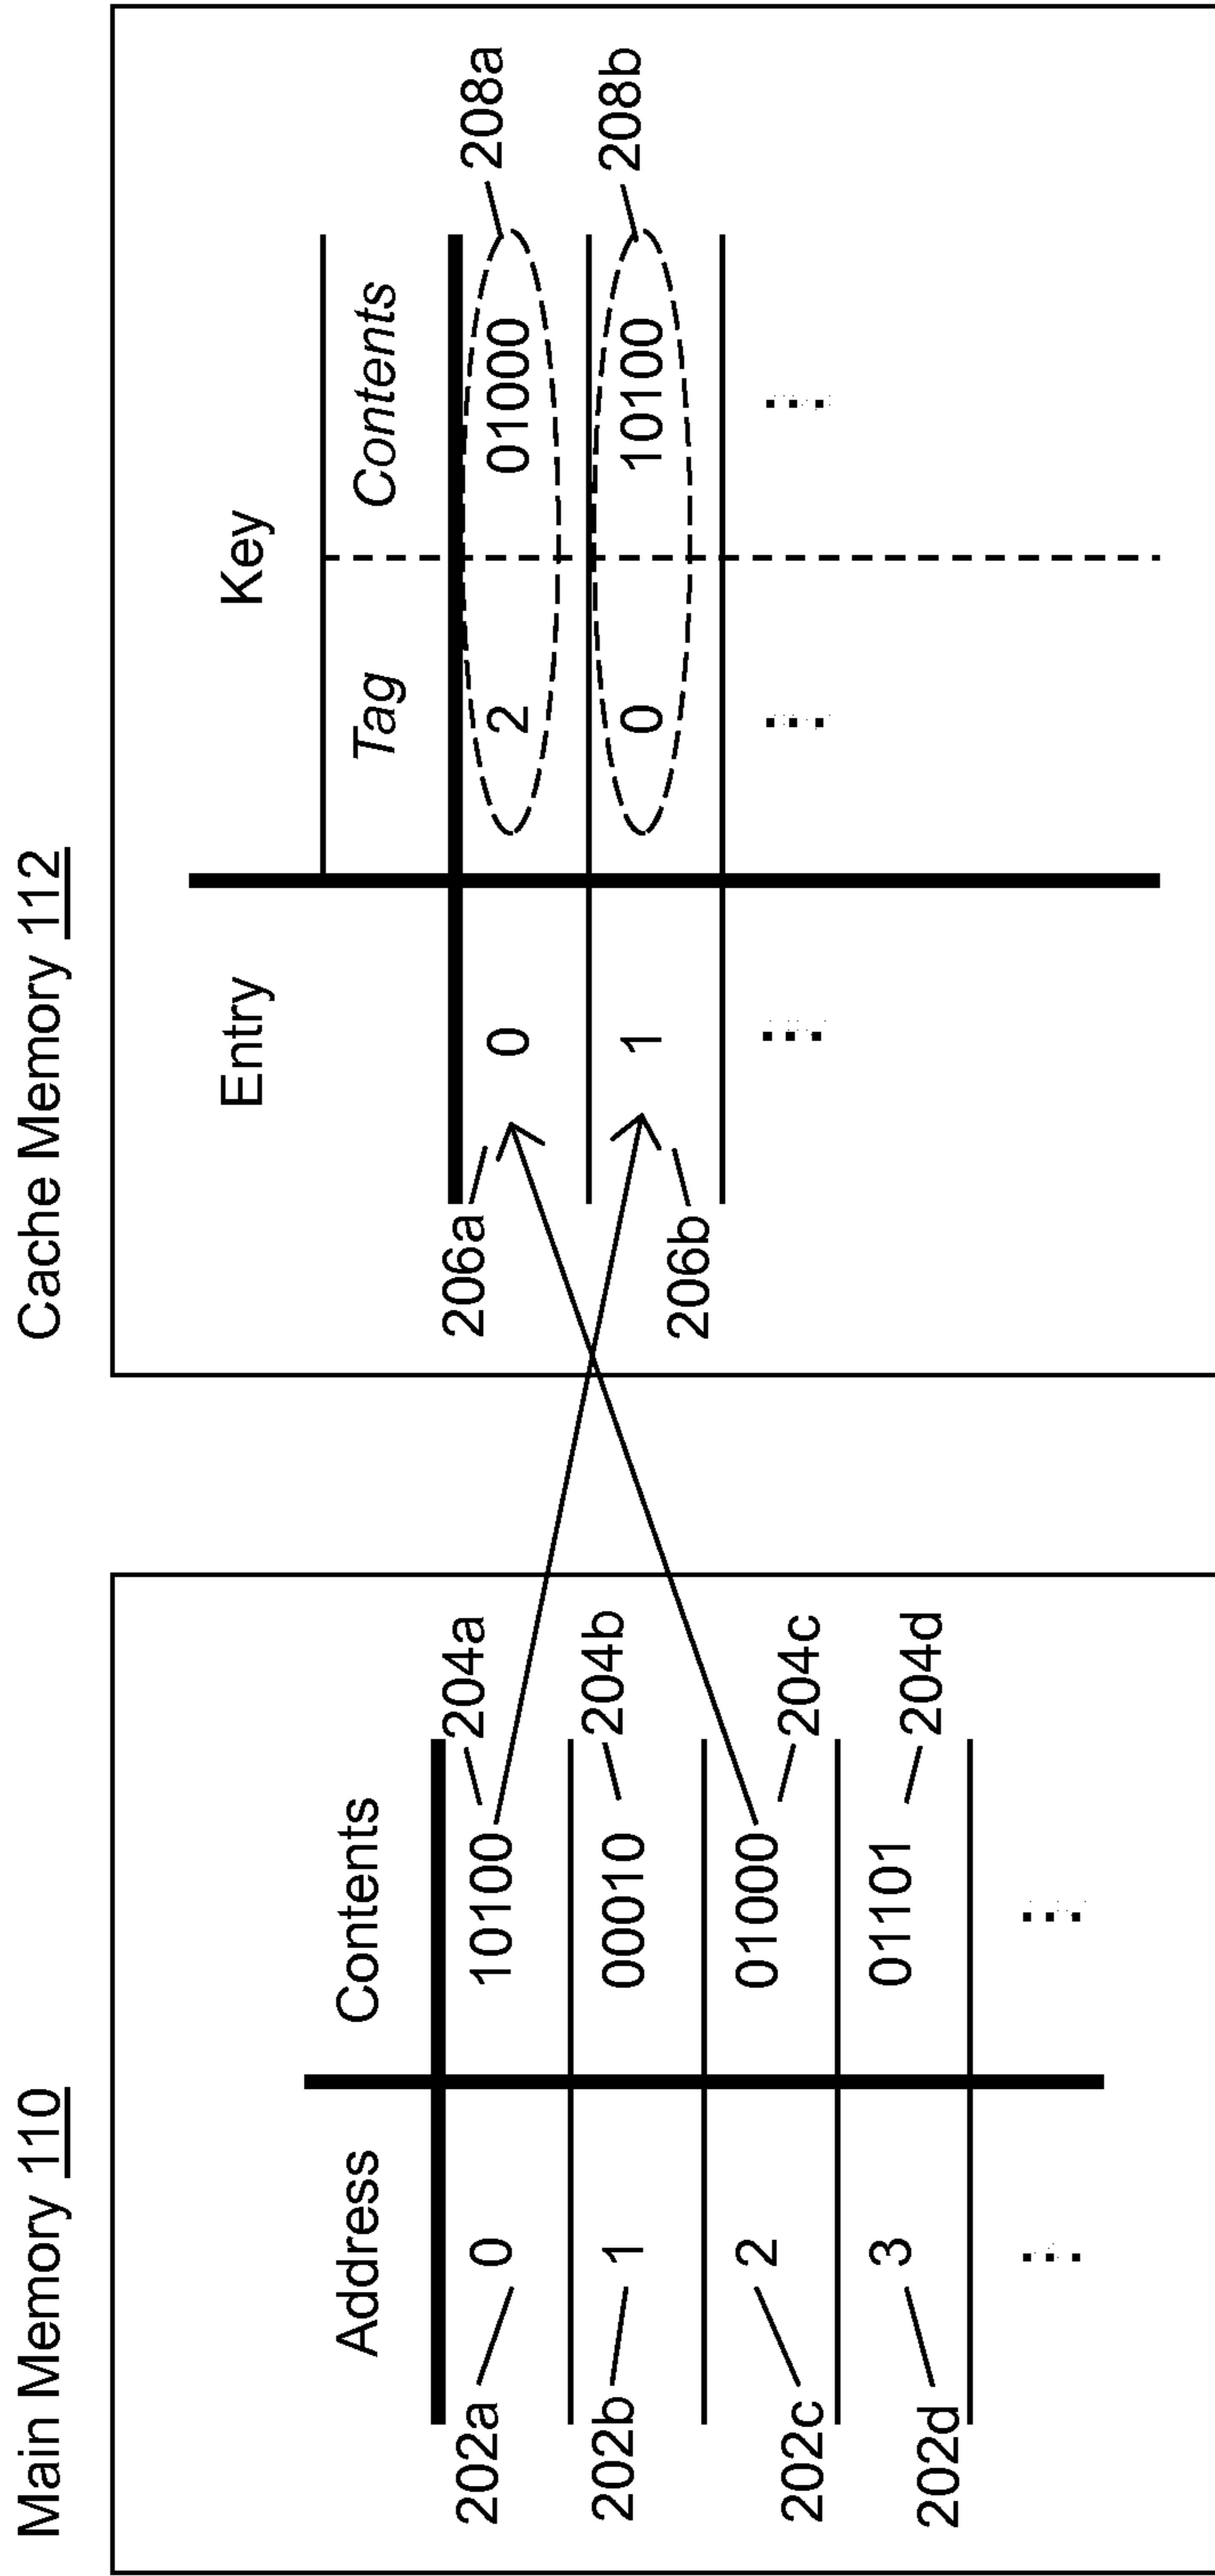 Main Memory 110
Address Contents
202a 0 10100 204a
202b 1 00010 204b
202c 2 01000 204c
202d 3 01101 204d
⋮ ⋮
Cache Memory 112
Entry Key
Tag Contents
206a 0 2 01000 208a
206b 1 0 10100 208b
⋮ ⋮ ⋮